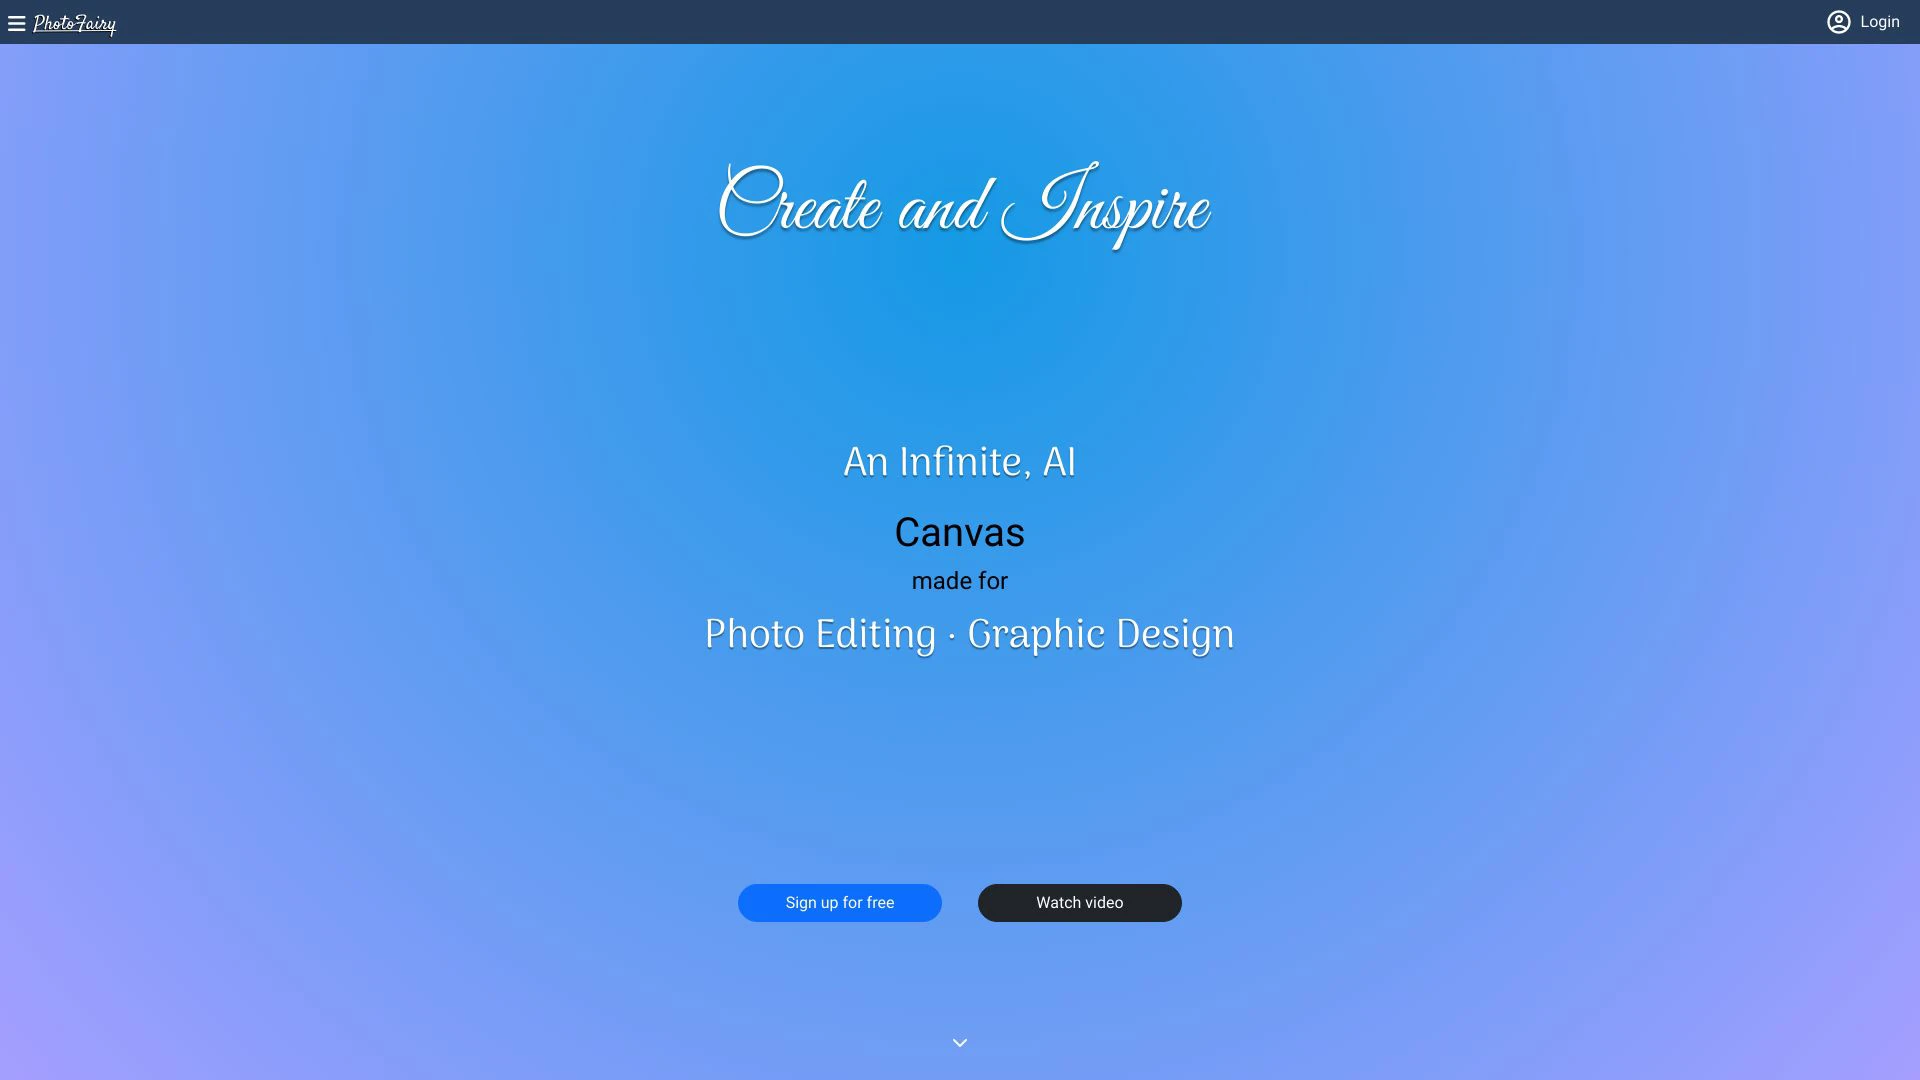 PhotoFairy
Login
Create and Inspire
An Infinite, AI
Canvas
made for
Photo Editing · Graphic Design
Sign up for free
Watch video